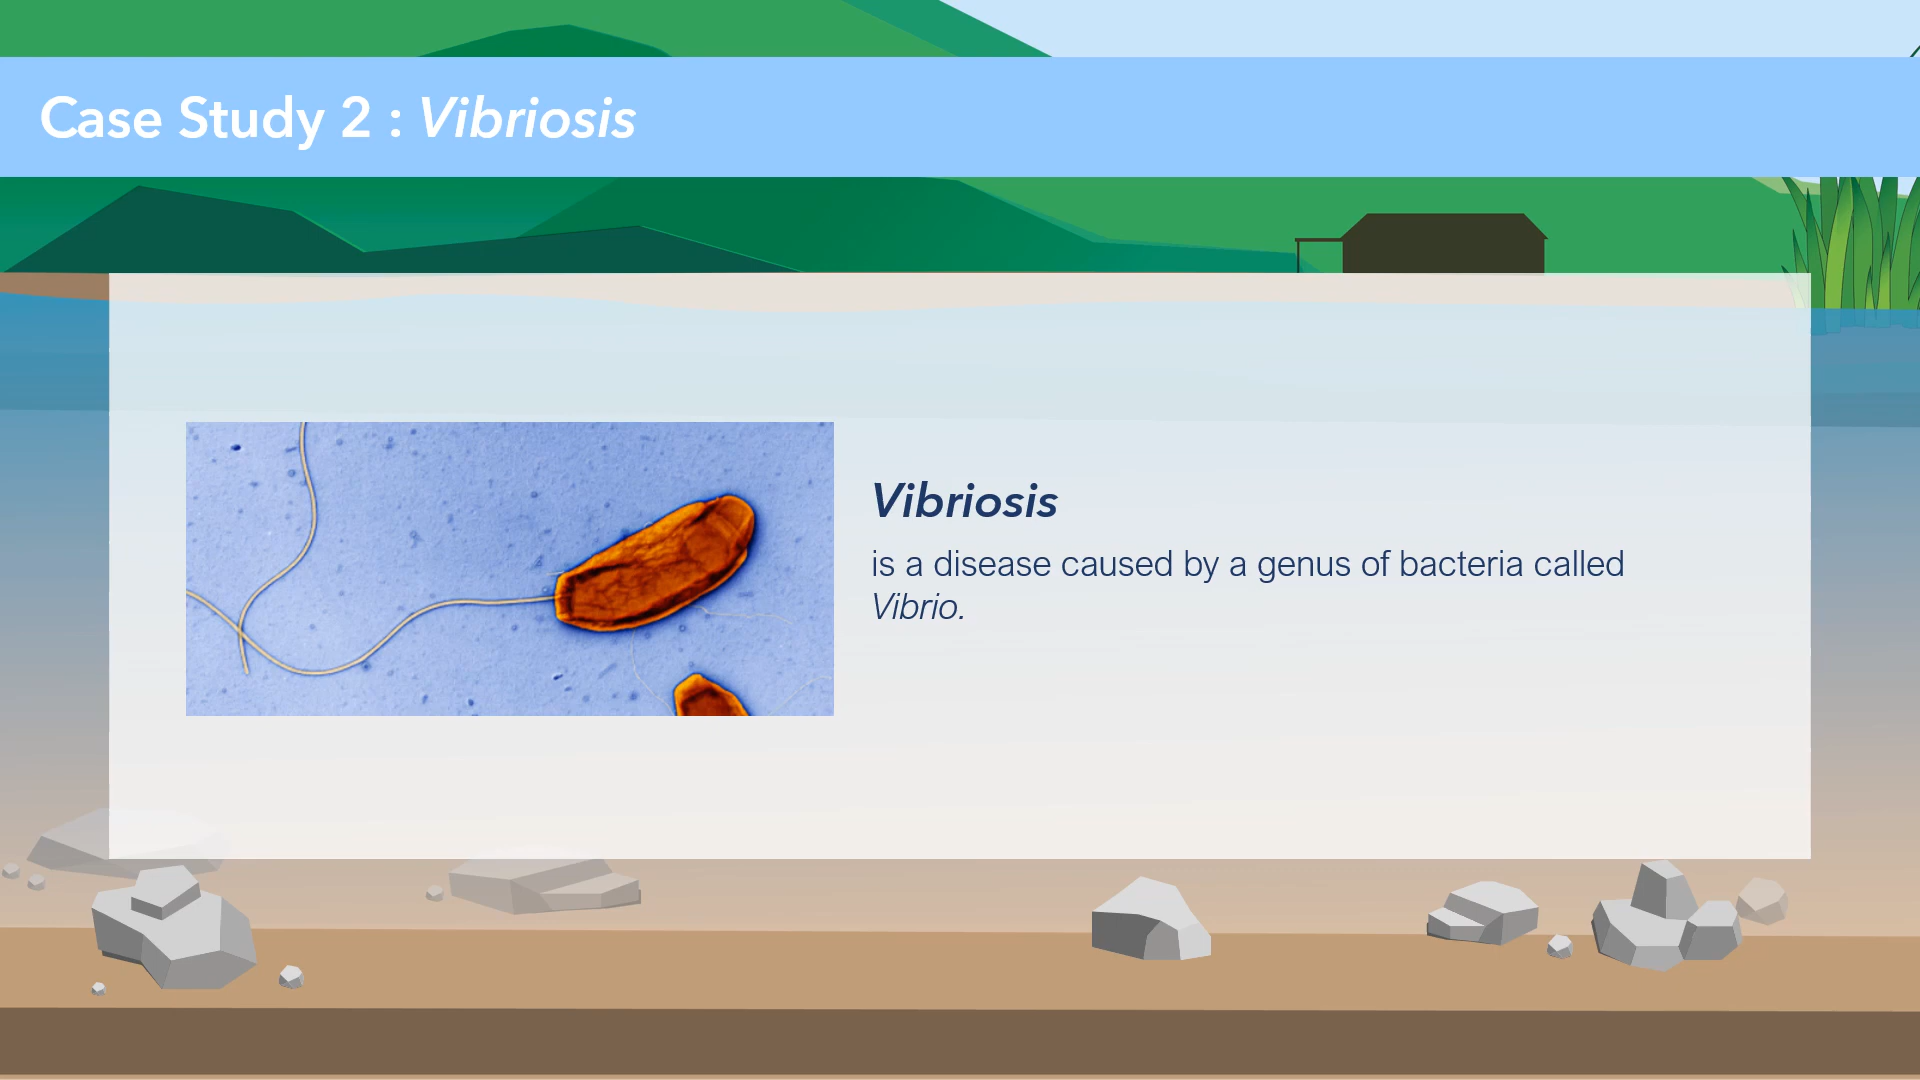 Case Study 2 : Vibriosis
Vibriosis
is a disease caused by a genus of bacteria called
Vibrio.